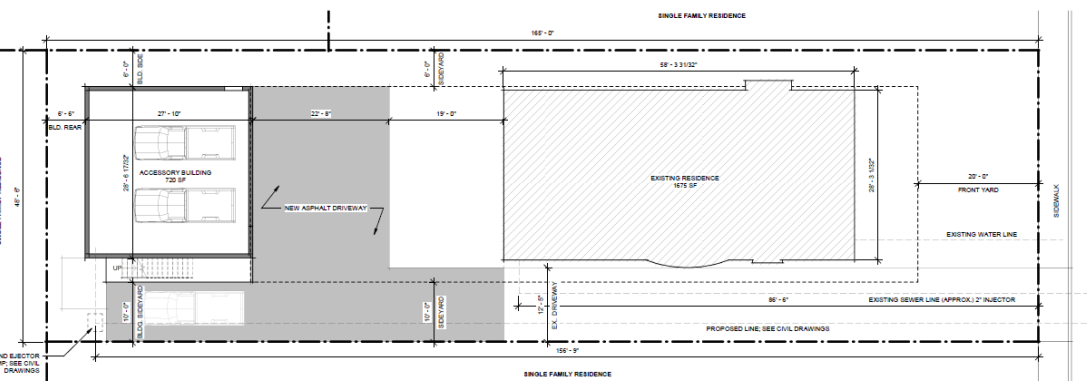 SINGLE FAMILY RESIDENCE
165' - 0"
58' - 3 31/32"
6' - 0"
BLD. SIDE
6' - 0"
SIDEYARD
6' - 6"
BLD. REAR
27' - 10"
22' - 8"
19' - 0"
ACCESSORY BUILDING
720 SF
28' - 6 17/32"
48' - 6"
NEW ASPHALT DRIVEWAY
EXISTING RESIDENCE
1675 SF
28' - 3 1/32"
20' - 0"
FRONT YARD
SIDEWALK
EXISTING WATER LINE
UP
10' - 0"
BLDG. SIDEYARD
10' - 0"
SIDEYARD
12' - 8"
EX. DRIVEWAY
86' - 6"
EXISTING SEWER LINE (APPROX.) 2" INJECTOR
PROPOSED LINE; SEE CIVIL DRAWINGS
ND EJECTOR
MP; SEE CIVIL
DRAWINGS
156' - 9"
SINGLE FAMILY RESIDENCE